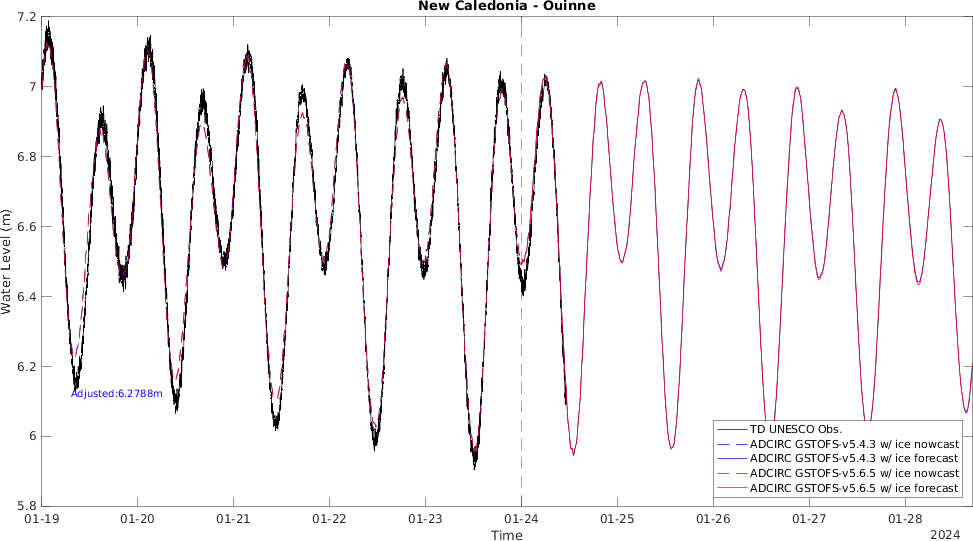 New Caledonia - Ouinne
7.2
7
6.8
6.6
6.4
6.2
6
5.8
Water Level (m)
Adjusted:6.2788m
TD UNESCO Obs.
ADCIRC GSTOFS-v5.4.3 w/ ice nowcast
ADCIRC GSTOFS-v5.4.3 w/ ice forecast
ADCIRC GSTOFS-v5.6.5 w/ ice nowcast
ADCIRC GSTOFS-v5.6.5 w/ ice forecast
01-19 01-20 01-21 01-22 01-23 01-24 01-25 01-26 01-27 01-28
Time
2024